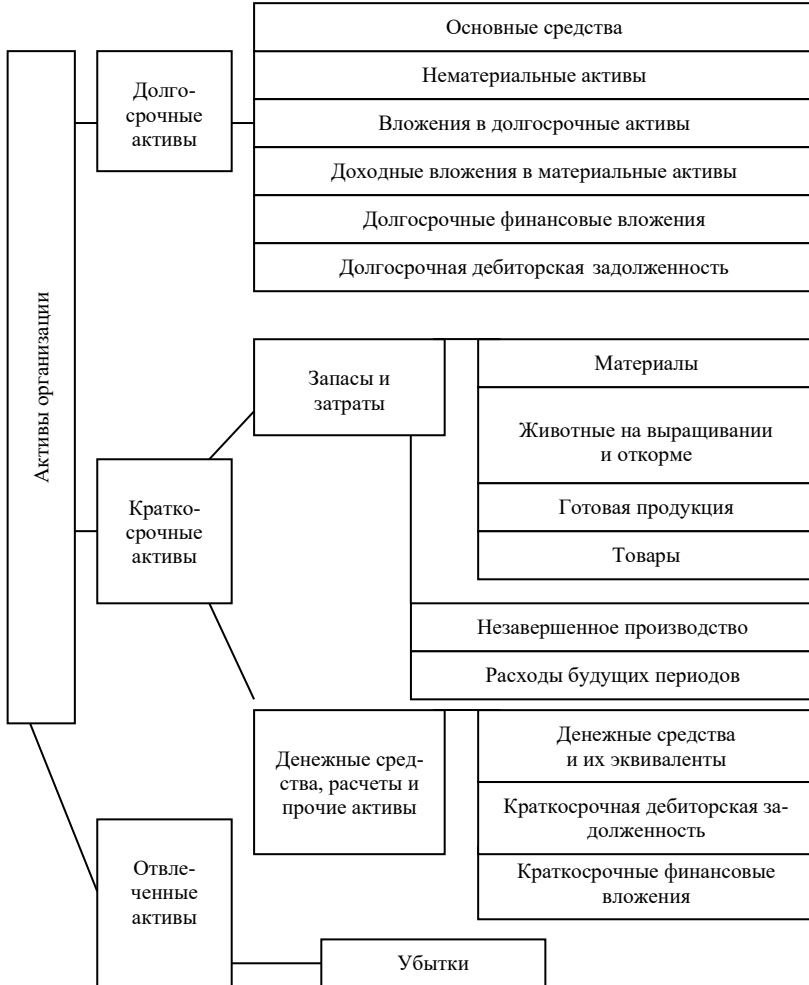 Активы организации
Долго-
срочные
активы
Основные средства
Нематериальные активы
Вложения в долгосрочные активы
Доходные вложения в материальные активы
Долгосрочные финансовые вложения
Долгосрочная дебиторская задолженность
Кратко-
срочные
активы
Запасы и
затраты
Материалы
Животные на выращивании
и откорме
Готовая продукция
Товары
Незавершенное производство
Расходы будущих периодов
Денежные сред-
ства, расчеты и
прочие активы
Денежные средства
и их эквиваленты
Краткосрочная дебиторская за-
долженность
Краткосрочные финансовые
вложения
Отвле-
ченные
активы
Убытки